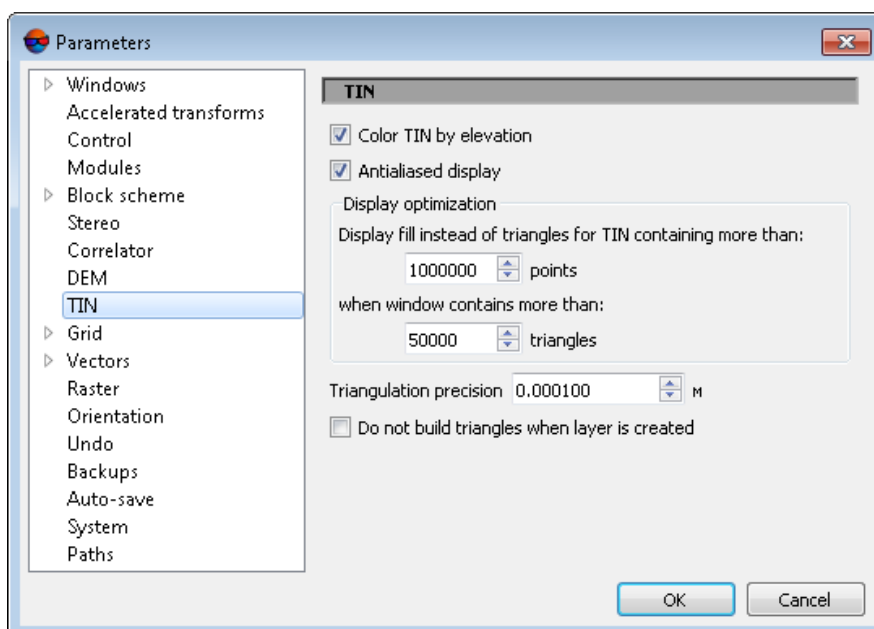 Parameters
Windows
Accelerated transforms
Control
Modules
Block scheme
Stereo
Correlator
DEM
TIN
Grid
Vectors
Raster
Orientation
Undo
Backups
Auto-save
System
Paths
TIN
Color TIN by elevation
Antialiased display
Display optimization
Display fill instead of triangles for TIN containing more than:
1000000 points
when window contains more than:
50000 triangles
Triangulation precision 0.000100 м
Do not build triangles when layer is created
OK Cancel